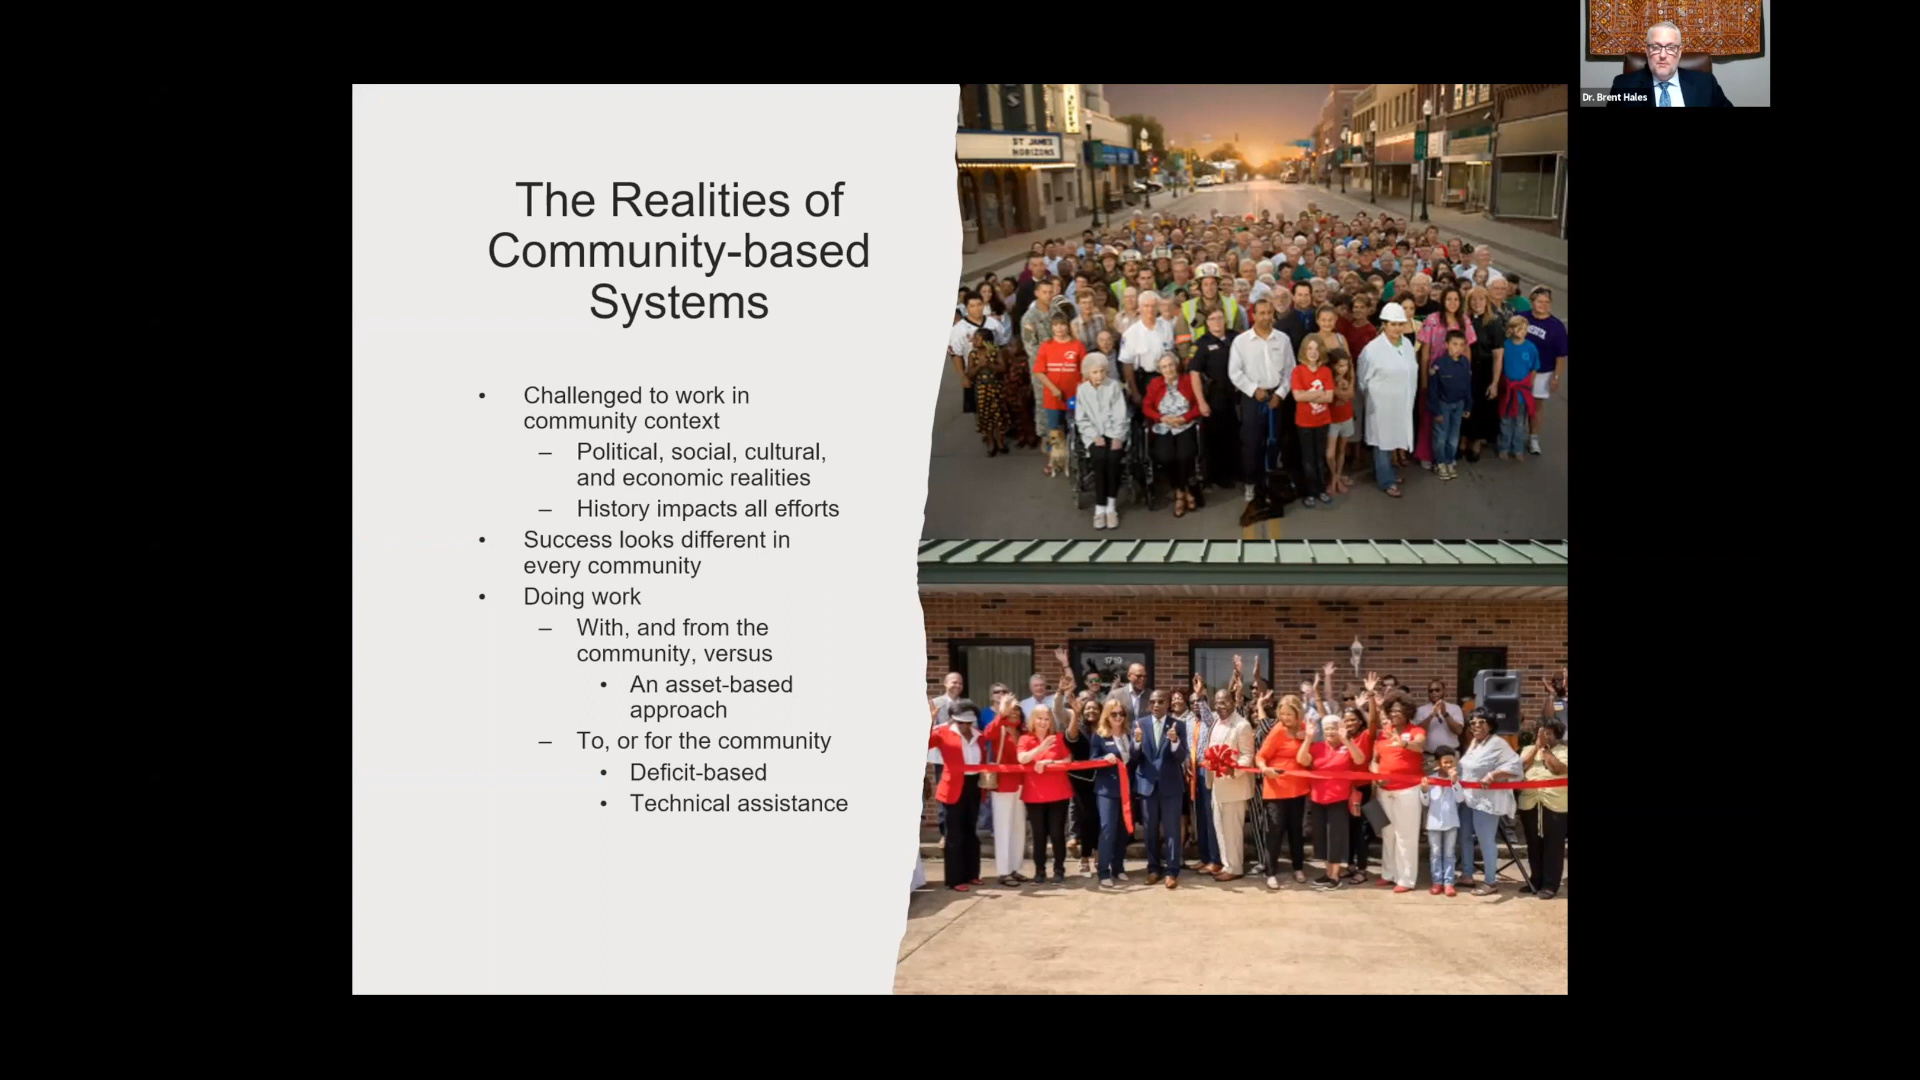 Dr. Brent Hales
The Realities of
Community-based
Systems
• Challenged to work in
community context
– Political, social, cultural,
and economic realities
– History impacts all efforts
• Success looks different in
every community
• Doing work
– With, and from the
community, versus
• An asset-based
approach
– To, or for the community
• Deficit-based
• Technical assistance
ST JAMES
HORIZONS
1719